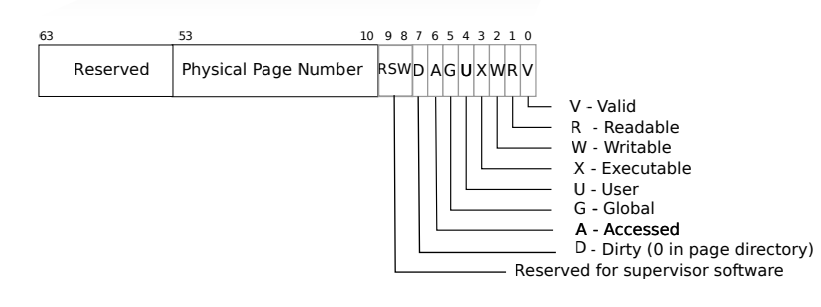 63 53 10 9 8 7 6 5 4 3 2 1 0
Reserved Physical Page Number RSW D A G U X W R V
V - Valid
R - Readable
W - Writable
X - Executable
U - User
G - Global
A - Accessed
D - Dirty (0 in page directory)
Reserved for supervisor software